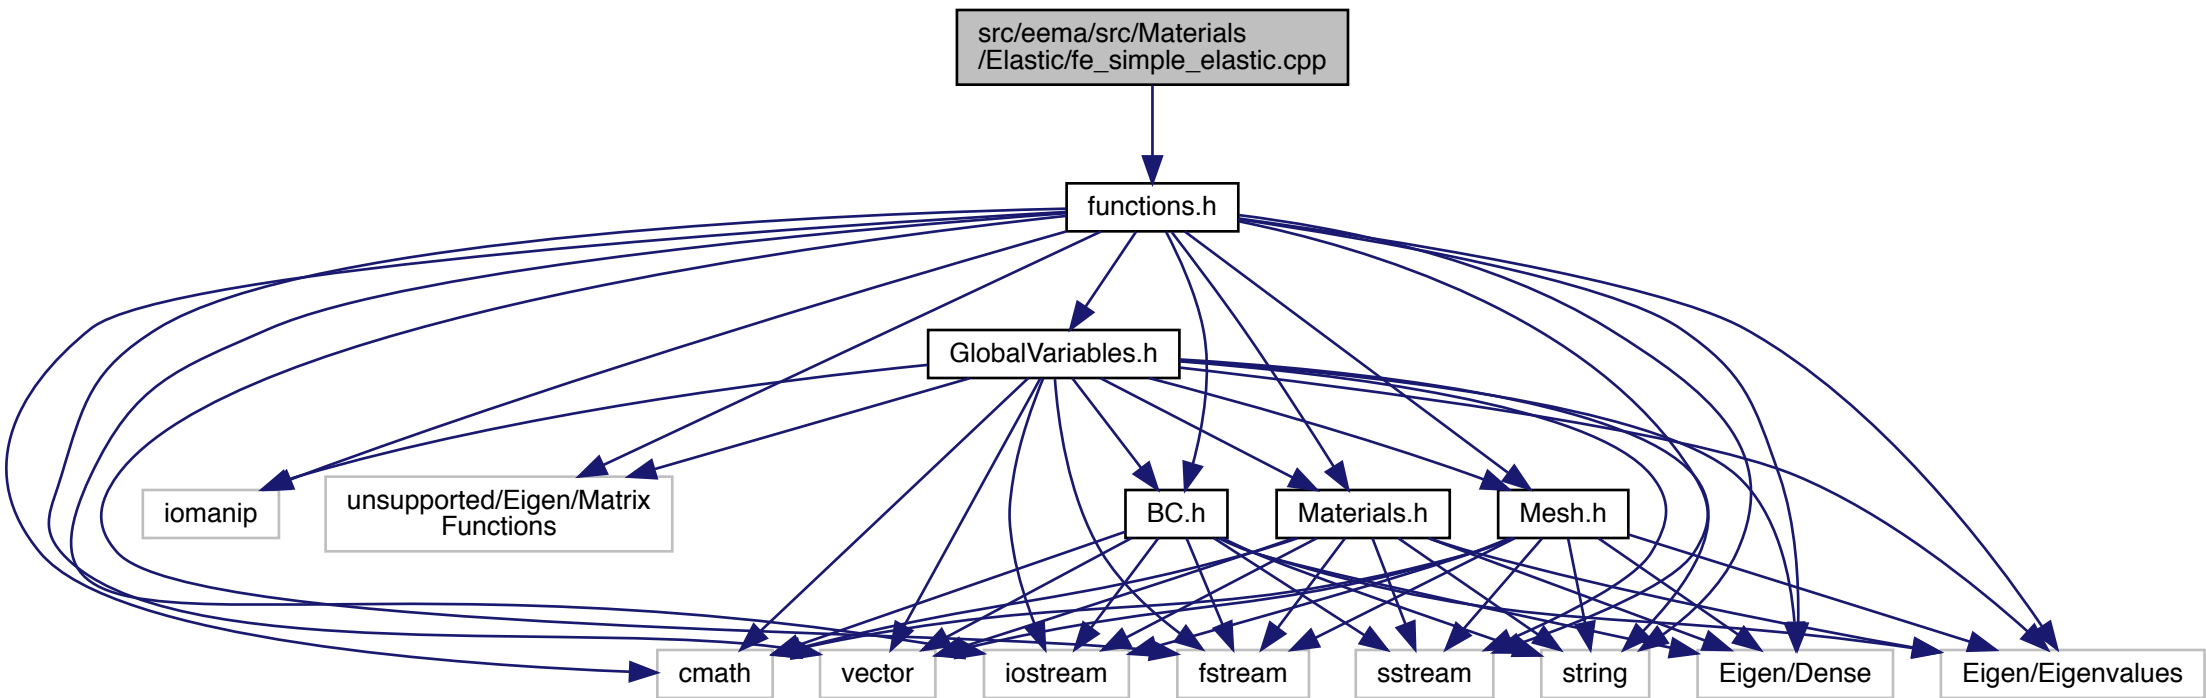 src/eema/src/Materials
/Elastic/fe_simple_elastic.cpp
functions.h
GlobalVariables.h
iomanip
unsupported/Eigen/Matrix
Functions
BC.h
Materials.h
Mesh.h
cmath
vector
iostream
fstream
sstream
string
Eigen/Dense
Eigen/Eigenvalues